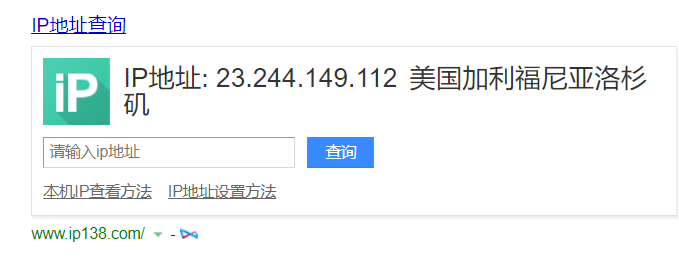 IP地址查询
iP
IP地址: 23.244.149.112 美国加利福尼亚洛杉
矶
请输入ip地址 查询
本机IP查看方法 IP地址设置方法
www.ip138.com/ -